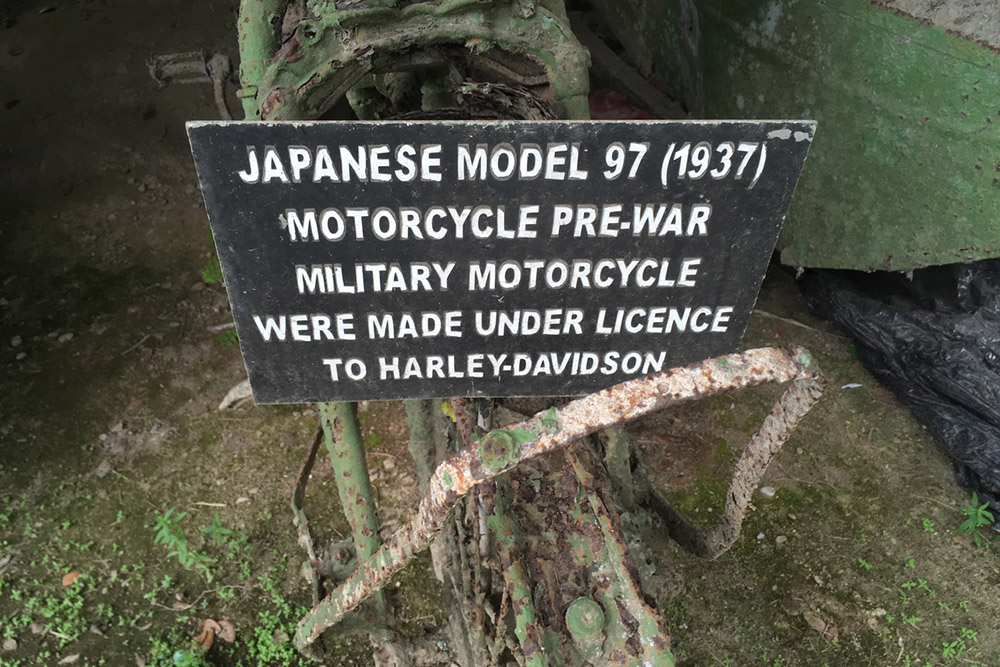 JAPANESE MODEL 97 (1937)
MOTORCYCLE PRE-WAR
MILITARY MOTORCYCLE
WERE MADE UNDER LICENCE
TO HARLEY-DAVIDSON